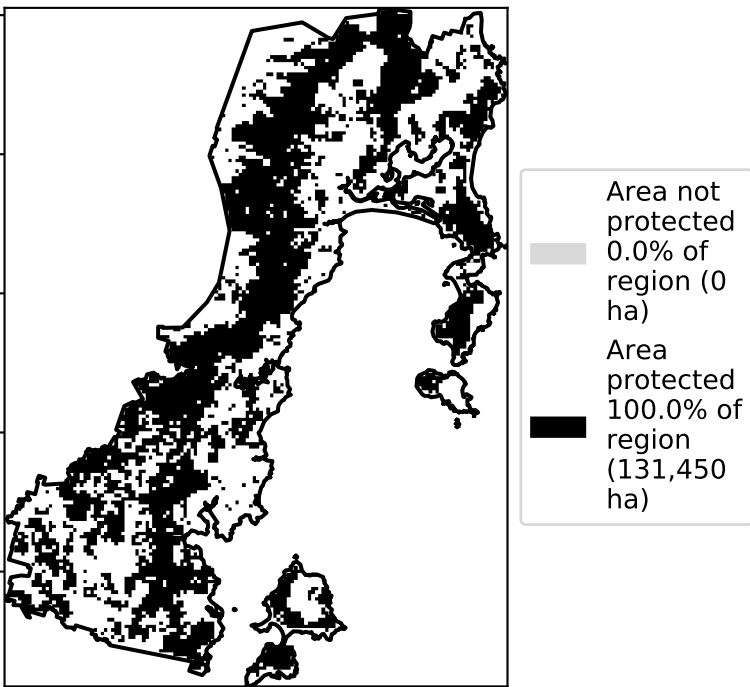 Area not
protected
0.0% of
region (0
ha)
Area
protected
100.0% of
region
(131,450
ha)